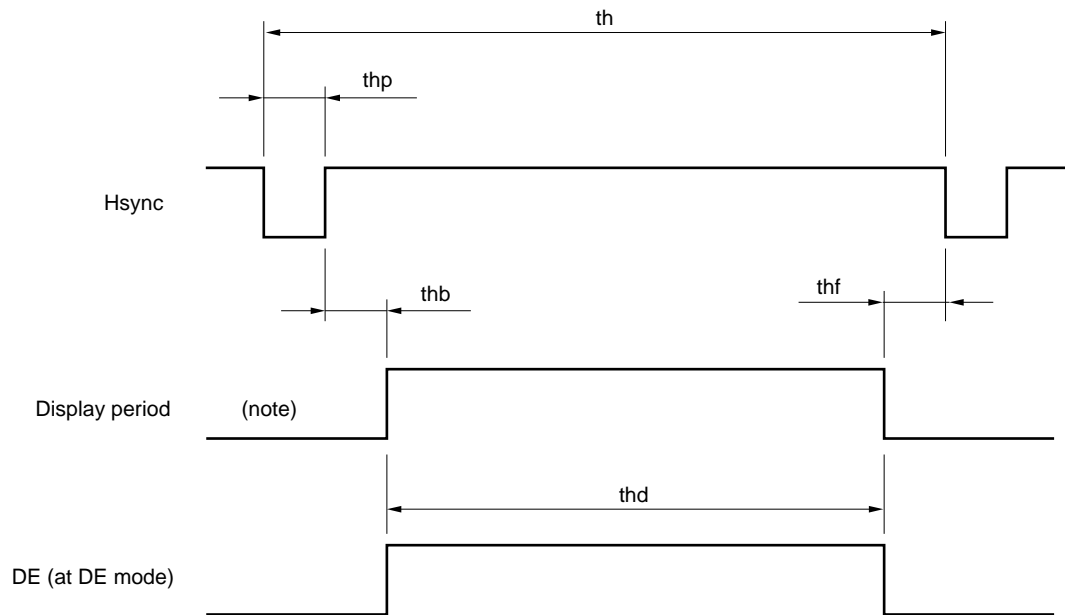 th
thp
Hsync
thb
thf
Display period
(note)
thd
DE (at DE mode)